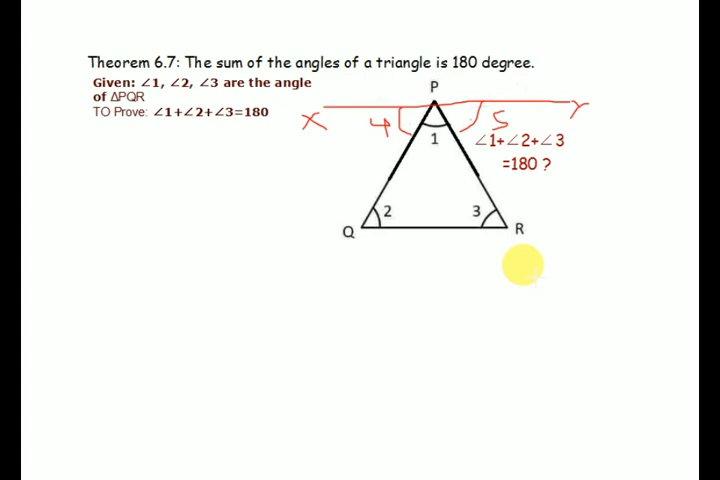 Theorem 6.7: The sum of the angles of a triangle is 180 degree.
Given: ∠1, ∠2, ∠3 are the angle
of ΔPQR
TO Prove: ∠1+∠2+∠3=180
P
X
Y
4
5
1
∠1+∠2+∠3
=180 ?
2
3
Q
R